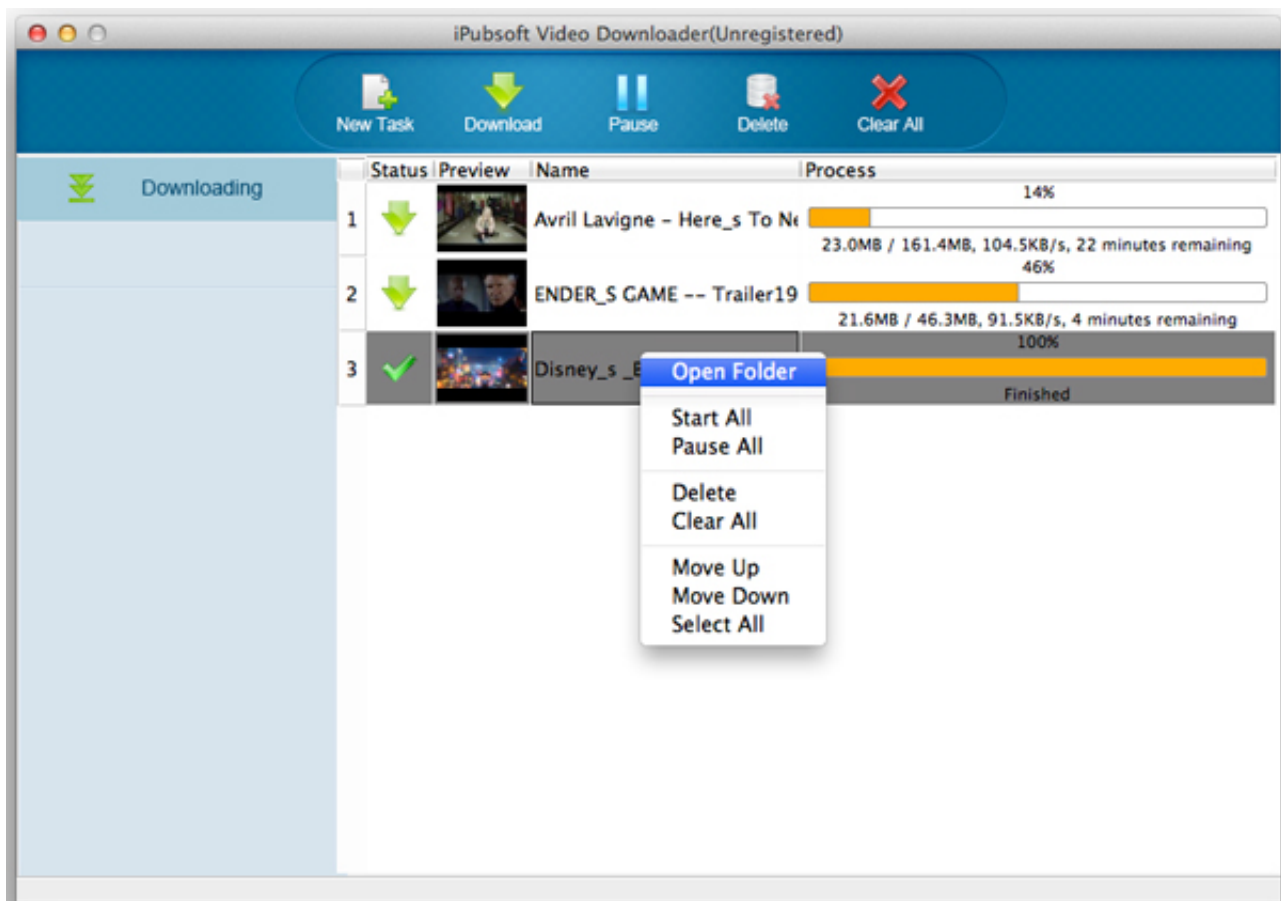 iPubsoft Video Downloader(Unregistered)
New Task Download Pause Delete Clear All
Downloading
Status Preview Name Process
14%
1 Avril Lavigne – Here_s To Ne
23.0MB / 161.4MB, 104.5KB/s, 22 minutes remaining
46%
2 ENDER_S GAME -- Trailer19
21.6MB / 46.3MB, 91.5KB/s, 4 minutes remaining
100%
3 Disney_s
Finished
Open Folder
Start All
Pause All
Delete
Clear All
Move Up
Move Down
Select All